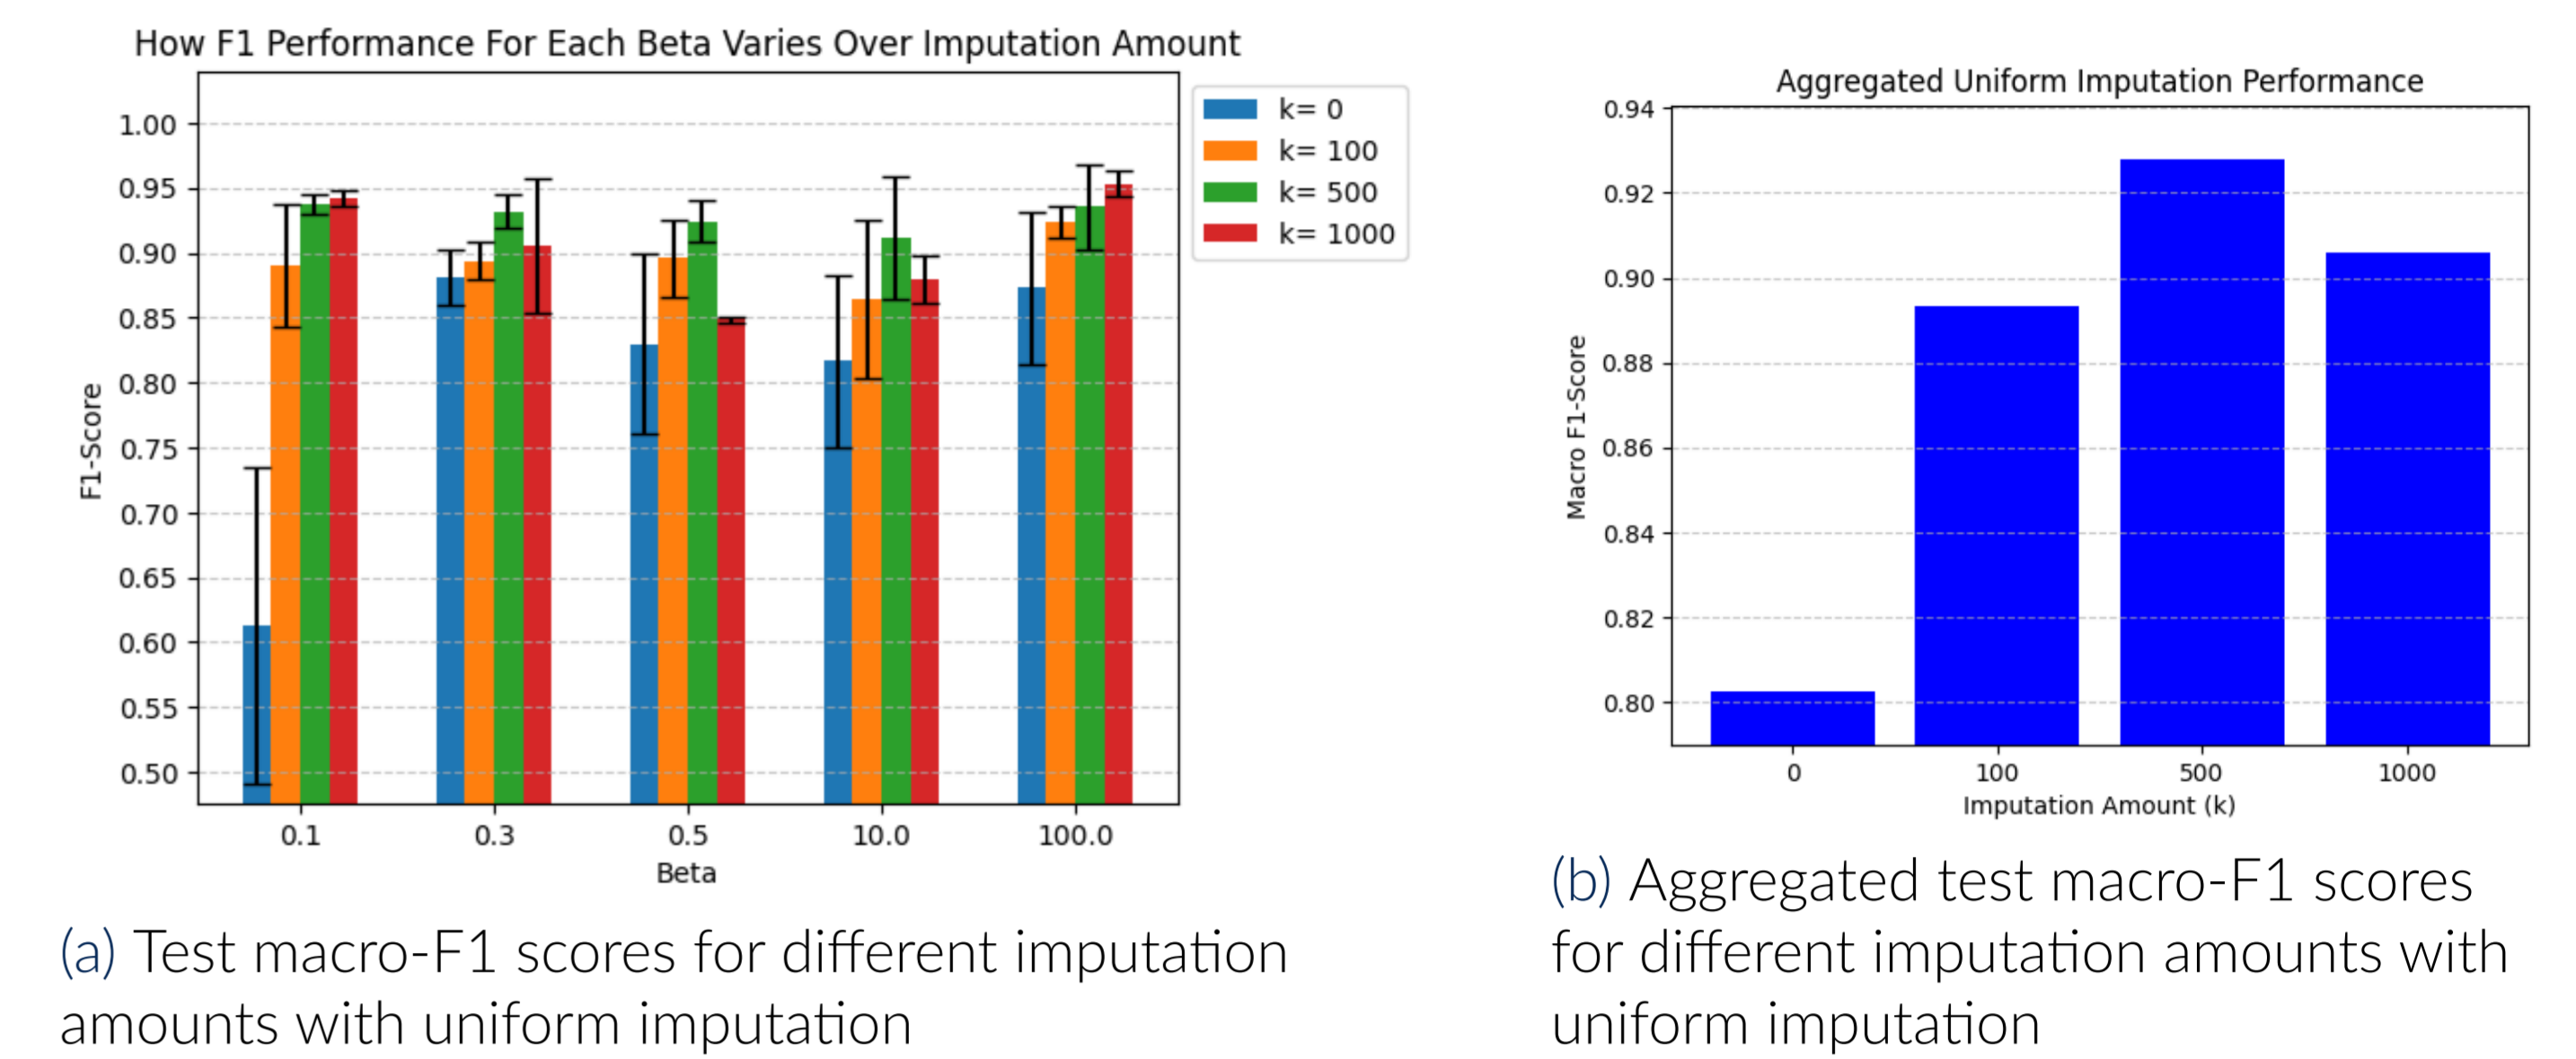 How F1 Performance For Each Beta Varies Over Imputation Amount
F1-Score
1.00
0.95
0.90
0.85
0.80
0.75
0.70
0.65
0.60
0.55
0.50
0.1 0.3 0.5 10.0 100.0
Beta
k= 0
k= 100
k= 500
k= 1000
(a) Test macro-F1 scores for different imputation
amounts with uniform imputation
Aggregated Uniform Imputation Performance
Macro F1-Score
0.94
0.92
0.90
0.88
0.86
0.84
0.82
0.80
0 100 500 1000
Imputation Amount (k)
(b) Aggregated test macro-F1 scores
for different imputation amounts with
uniform imputation